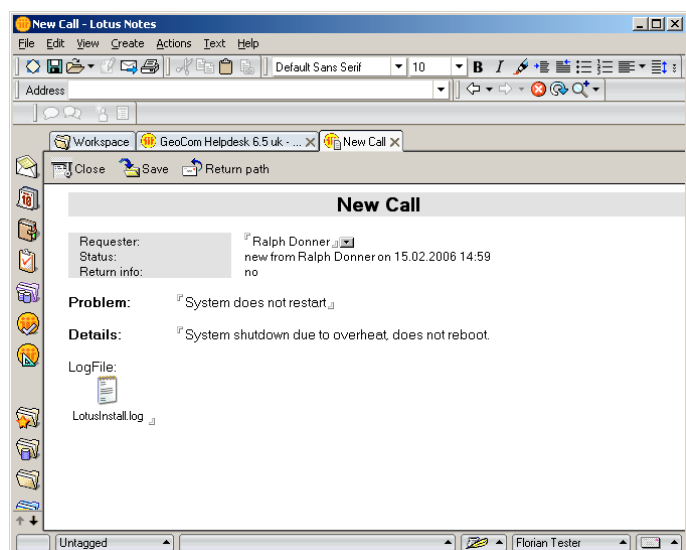 New Call - Lotus Notes
File Edit View Create Actions Text Help
Default Sans Serif 10 B I
Address
Workspace GeoCom Helpdesk 6.5 uk - ... New Call
Close Save Return path
New Call
Requester: Ralph Donner
Status: new from Ralph Donner on 15.02.2006 14:59
Return info: no
Problem: System does not restart
Details: System shutdown due to overheat, does not reboot.
LogFile:
LotusInstall.log
Untagged Florian Tester